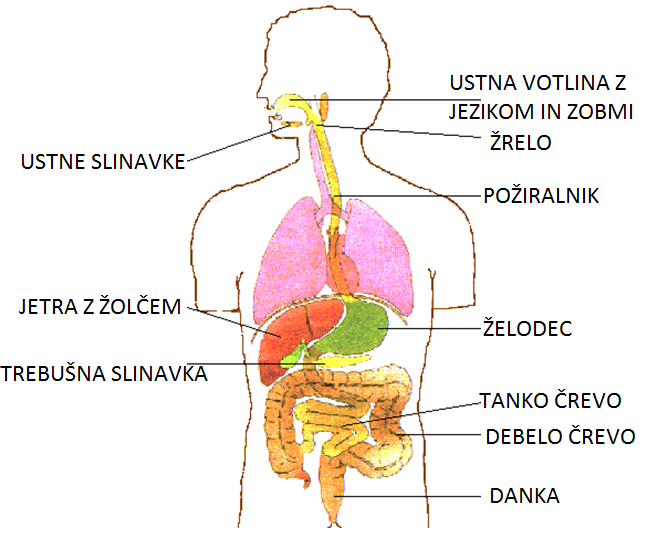 USTNA VOTLINA Z
JEZIKOM IN ZOBMI
ŽRELO
USTNE SLINAVKE
POŽIRALNIK
JETRA Z ŽOLČEM
ŽELODEC
TREBUŠNA SLINAVKA
TANKO ČREVO
DEBELO ČREVO
DANKA